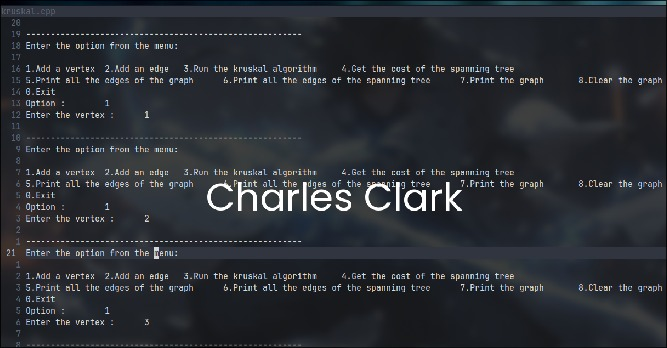 kruskal.cpp
20
19 -------------------------------------------------------
18 Enter the option from the menu:
17
16 1.Add a vertex 2.Add an edge 3.Run the kruskal algorithm 4.Get the cost of the spanning tree
15 5.Print all the edges of the graph 6.Print all the edges of the spanning tree 7.Print the graph 8.Clear the graph
14 0.Exit
13 Option : 1
12 Enter the vertex : 1
11
10 -------------------------------------------------------
9 Enter the option from the menu:
8
7 1.Add a vertex 2.Add an edge 3.Run the kruskal algorithm 4.Get the cost of the spanning tree
6 5.Print all the edges of the graph 6.Print all the edges of the spanning tree 7.Print the graph 8.Clear the graph
5 0.Exit
Charles Clark
4 Option : 1
3 Enter the vertex : 2
2
1 -------------------------------------------------------
21 Enter the option from the menu:
1
2 1.Add a vertex 2.Add an edge 3.Run the kruskal algorithm 4.Get the cost of the spanning tree
3 5.Print all the edges of the graph 6.Print all the edges of the spanning tree 7.Print the graph 8.Clear the graph
4 0.Exit
5 Option : 1
6 Enter the vertex : 3
7
8 -------------------------------------------------------